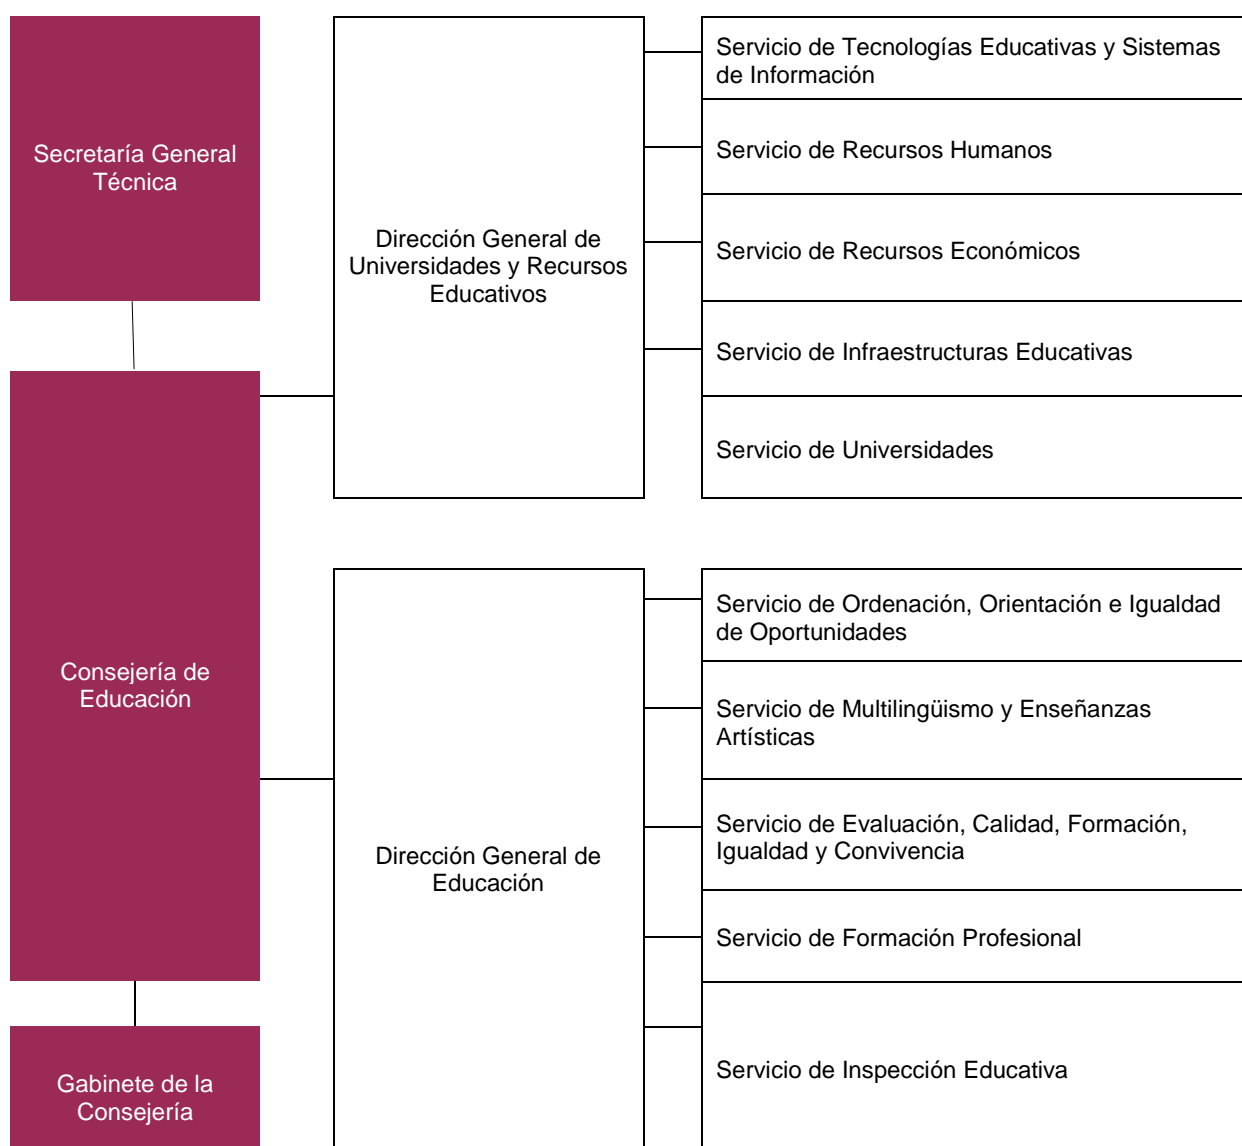 Secretaría General
Técnica
Consejería de
Educación
Gabinete de la
Consejería
Dirección General de
Universidades y Recursos
Educativos
Servicio de Tecnologías Educativas y Sistemas
de Información
Servicio de Recursos Humanos
Servicio de Recursos Económicos
Servicio de Infraestructuras Educativas
Servicio de Universidades
Dirección General de
Educación
Servicio de Ordenación, Orientación e Igualdad
de Oportunidades
Servicio de Multilingüismo y Enseñanzas
Artísticas
Servicio de Evaluación, Calidad, Formación,
Igualdad y Convivencia
Servicio de Formación Profesional
Servicio de Inspección Educativa